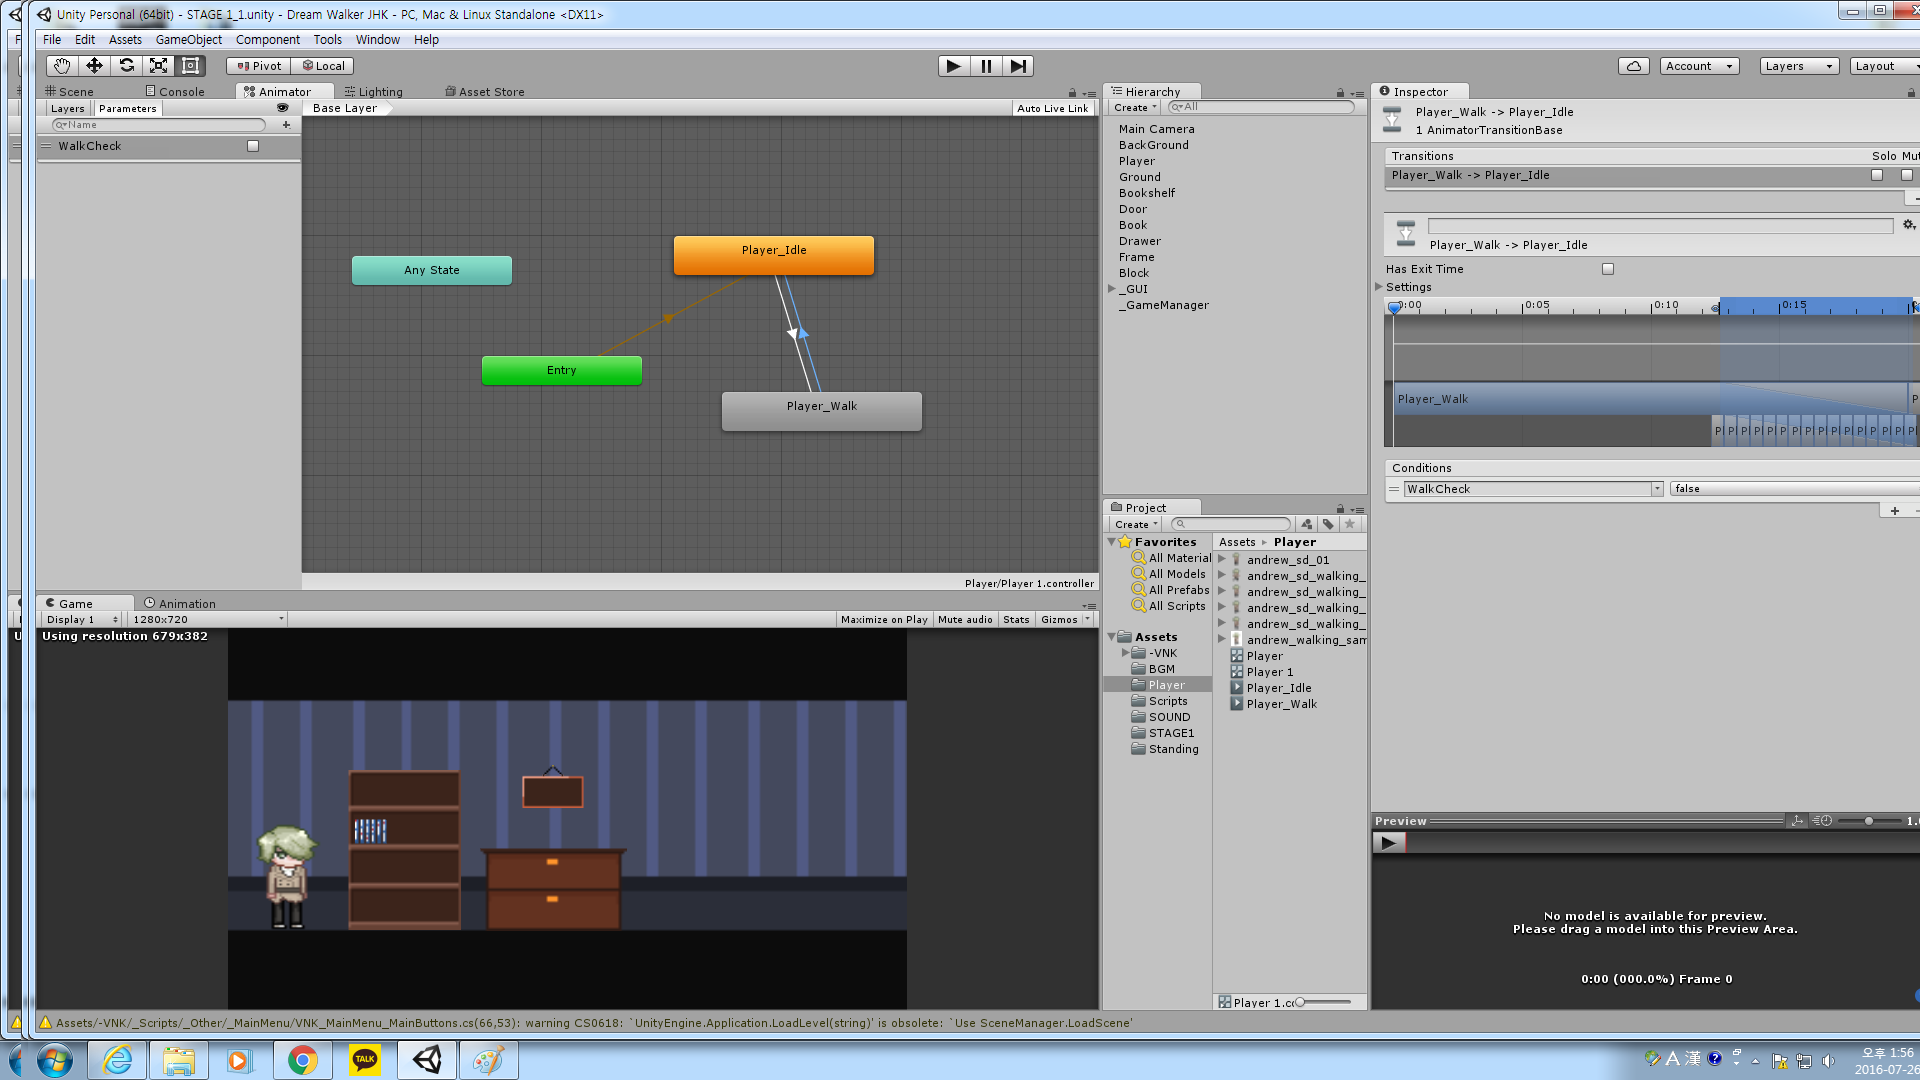 Unity Personal (64bit) - STAGE 1_1.unity - Dream Walker JHK - PC, Mac & Linux Standalone <DX11>
File Edit Assets GameObject Component Tools Window Help
Pivot Local Account Layers Layout
Scene Console Animator Lighting Asset Store
Layers Parameters Base Layer Auto Live Link
Name
WalkCheck
Any State
Player_Idle
Entry
Player_Walk
Player/Player 1.controller
Hierarchy
Create All
Main Camera
BackGround
Player
Ground
Bookshelf
Door
Book
Drawer
Frame
Block
_GUI
_GameManager
Inspector
Player_Walk -> Player_Idle
1 AnimatorTransitionBase
Transitions Solo Mut
Player_Walk -> Player_Idle
Player_Walk -> Player_Idle
Has Exit Time
Settings
0:00 0:05 0:10 0:15
Player_Walk P
P P P P P P P P P P P P P P P P
Conditions
WalkCheck false
Project
Create
Favorites
All Material
All Models
All Prefabs
All Scripts
Assets
-VNK
BGM
Player
Scripts
SOUND
STAGE1
Standing
Assets Player
andrew_sd_01
andrew_sd_walking_
andrew_sd_walking_
andrew_sd_walking_
andrew_sd_walking_
andrew_walking_sam
Player
Player 1
Player_Idle
Player_Walk
Player 1.co
Game Animation
Display 1 1280x720 Maximize on Play Mute audio Stats Gizmos
Using resolution 679x382
Preview 1.0
No model is available for preview.
Please drag a model into this Preview Area.
0:00 (000.0%) Frame 0
Assets/-VNK/_Scripts/_Other/_MainMenu/VNK_MainMenu_MainButtons.cs(66,53): warning CS0618: `UnityEngine.Application.LoadLevel(string)' is obsolete: `Use SceneManager.LoadScene'
TALK
A 漢
오후 1:56
2016-07-26